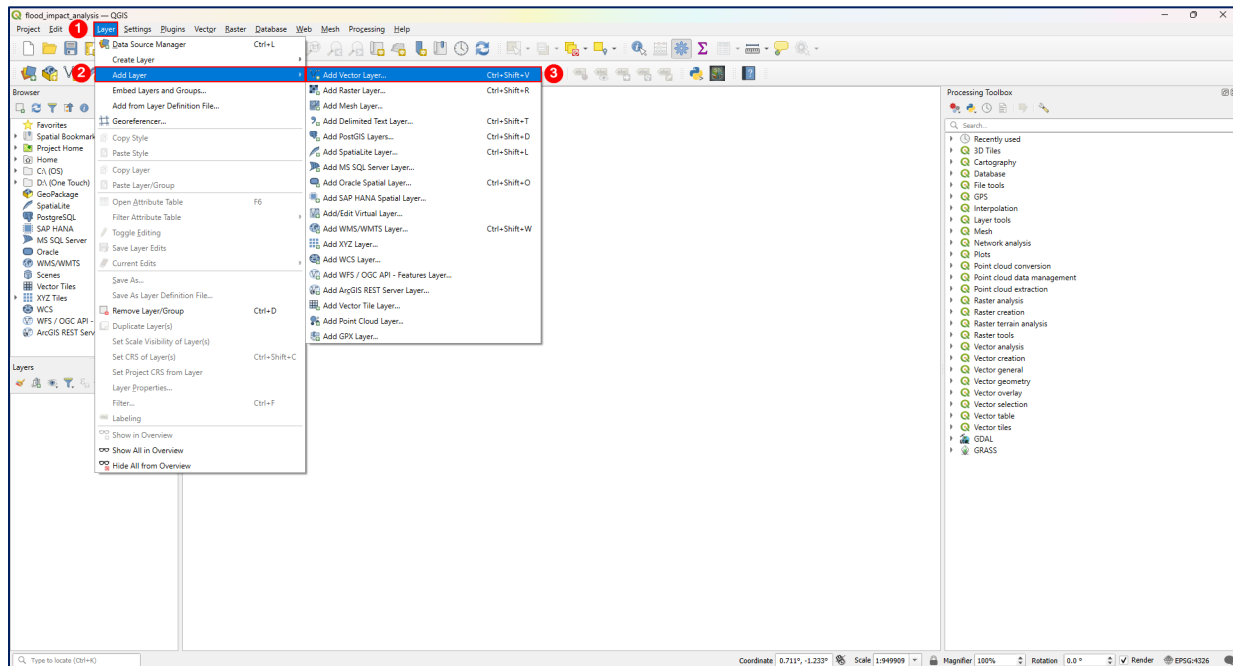 flood_impact_analysis — QGIS
Project Edit 1 Layer Settings Plugins Vector Raster Database Web Mesh Processing Help
Data Source Manager Ctrl+L
Create Layer
2 Add Layer
Embed Layers and Groups...
Add from Layer Definition File...
Georeferencer...
Copy Style
Paste Style
Copy Layer
Paste Layer/Group
Open Attribute Table F6
Filter Attribute Table
Toggle Editing
Save Layer Edits
Current Edits
Save As...
Save As Layer Definition File...
Remove Layer/Group Ctrl+D
Duplicate Layer(s)
Set Scale Visibility of Layer(s)
Set CRS of Layer(s) Ctrl+Shift+C
Set Project CRS from Layer
Layer Properties...
Filter... Ctrl+F
Labeling
Show in Overview
Show All in Overview
Hide All from Overview
Add Vector Layer... Ctrl+Shift+V 3
Add Raster Layer... Ctrl+Shift+R
Add Mesh Layer...
Add Delimited Text Layer... Ctrl+Shift+T
Add PostGIS Layers... Ctrl+Shift+D
Add SpatiaLite Layer... Ctrl+Shift+L
Add MS SQL Server Layer...
Add Oracle Spatial Layer... Ctrl+Shift+O
Add SAP HANA Spatial Layer...
Add/Edit Virtual Layer...
Add WMS/WMTS Layer... Ctrl+Shift+W
Add XYZ Layer...
Add WCS Layer...
Add WFS / OGC API - Features Layer...
Add ArcGIS REST Server Layer...
Add Vector Tile Layer...
Add Point Cloud Layer...
Add GPX Layer...
Browser
Favorites
Spatial Bookmark
Project Home
Home
C:\ (OS)
D:\ (One Touch)
GeoPackage
SpatiaLite
PostgreSQL
SAP HANA
MS SQL Server
Oracle
WMS/WMTS
Scenes
Vector Tiles
XYZ Tiles
WCS
WFS / OGC API -
ArcGIS REST Serv
Layers
Processing Toolbox
Search...
Recently used
3D Tiles
Cartography
Database
File tools
GPS
Interpolation
Layer tools
Mesh
Network analysis
Plots
Point cloud conversion
Point cloud data management
Point cloud extraction
Raster analysis
Raster creation
Raster terrain analysis
Raster tools
Vector analysis
Vector creation
Vector general
Vector geometry
Vector overlay
Vector selection
Vector table
Vector tiles
GDAL
GRASS
Type to locate (Ctrl+K) Coordinate 0.711°, -1.233° Scale 1:949909 Magnifier 100% Rotation 0.0 ° Render EPSG:4326